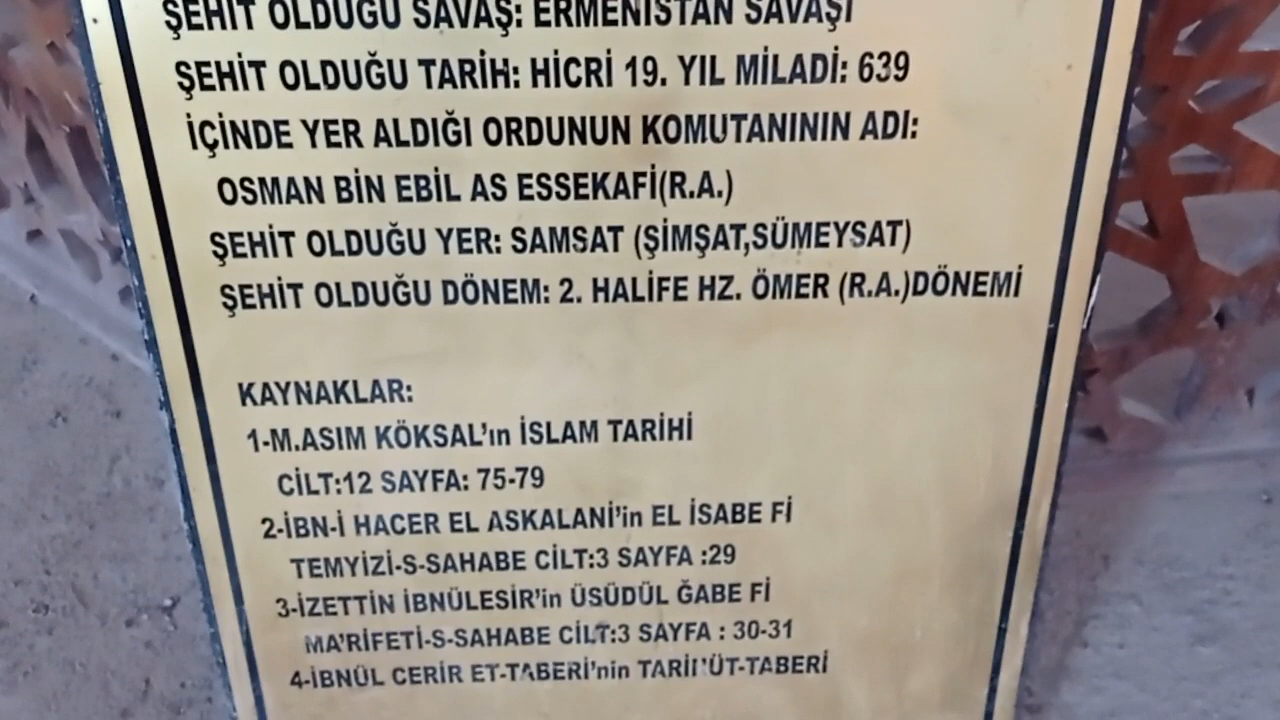 ŞEHİT OLDUĞU SAVAŞ: ERMENİSTAN SAVAŞI
ŞEHİT OLDUĞU TARİH: HİCRİ 19. YIL MİLADİ: 639
İÇİNDE YER ALDIĞI ORDUNUN KOMUTANININ ADI:
OSMAN BİN EBİL AS ESSEKAFİ(R.A.)
ŞEHİT OLDUĞU YER: SAMSAT (ŞİMŞAT,SÜMEYSAT)
ŞEHİT OLDUĞU DÖNEM: 2. HALİFE HZ. ÖMER (R.A.)DÖNEMİ
KAYNAKLAR:
1-M.ASIM KÖKSAL’ın İSLAM TARİHİ
CİLT:12 SAYFA: 75-79
2-İBN-İ HACER EL ASKALANİ’in EL İSABE Fİ
TEMYİZİ-S-SAHABE CİLT:3 SAYFA :29
3-İZETTİN İBNÜLESİR’in ÜSÜDÜL ĞABE Fİ
MA’RİFETİ-S-SAHABE CİLT:3 SAYFA : 30-31
4-İBNÜL CERİR ET-TABERİ’nin TARİH’ÜT-TABERİ